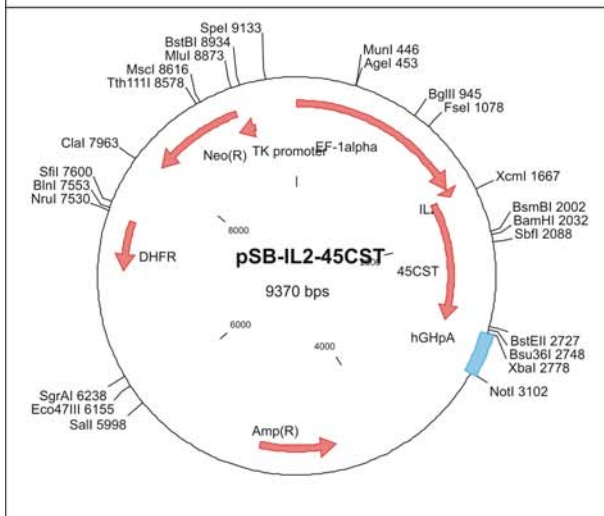 SpeI 9133
BstBI 8934
MluI 8873
MscI 8616
Tth111I 8578
ClaI 7963
SfiI 7600
BlnI 7553
NruI 7530
SgrAI 6238
Eco47III 6155
SalI 5998
MunI 446
AgeI 453
BglII 945
FseI 1078
XcmI 1667
BsmBI 2002
BamHI 2032
SbfI 2088
BstEII 2727
Bsu36I 2748
XbaI 2778
NotI 3102
Neo(R)
TK promoter
EF-1alpha
DHFR
45CST
hGHpA
Amp(R)
8000
6000
4000
pSB-IL2-45CST
9370 bps